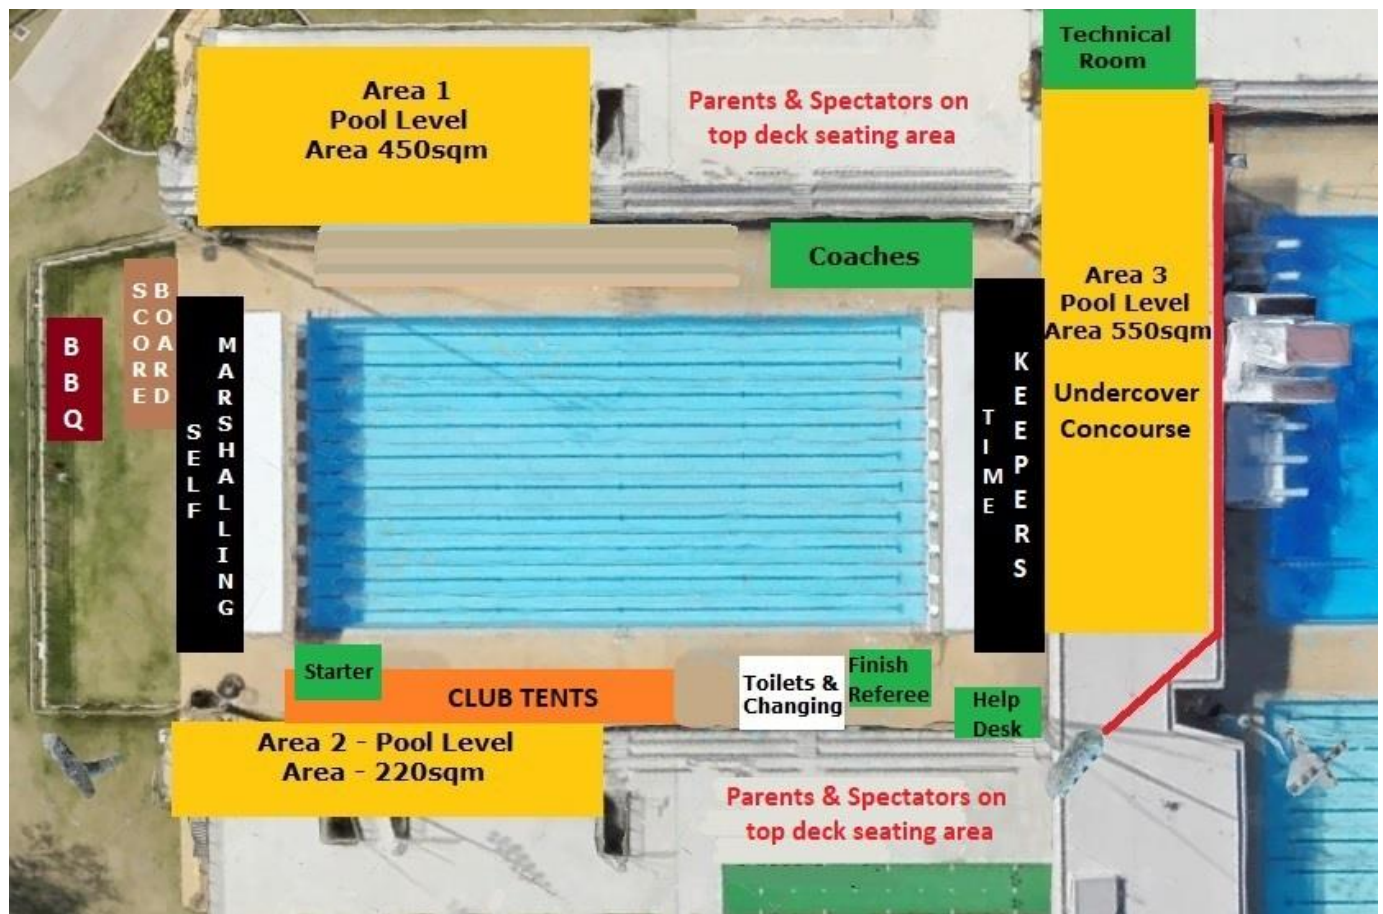 Technical
Room
Area 1
Pool Level
Area 450sqm
Parents & Spectators on
top deck seating area
Coaches
Area 3
Pool Level
Area 550sqm
Undercover
Concourse
SCORE
BOARD
BBQ
SELF
MARSHALLING
TIME
KEEPERS
Starter
CLUB TENTS
Toilets &
Changing
Finish
Referee
Help
Desk
Area 2 - Pool Level
Area - 220sqm
Parents & Spectators on
top deck seating area